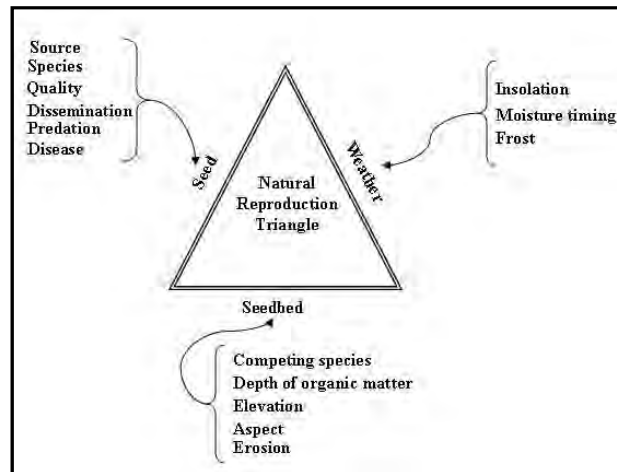 Source
Species
Quality
Dissemination
Predation
Disease
Seed
Natural
Reproduction
Triangle
Weather
Insolation
Moisture timing
Frost
Seedbed
Competing species
Depth of organic matter
Elevation
Aspect
Erosion